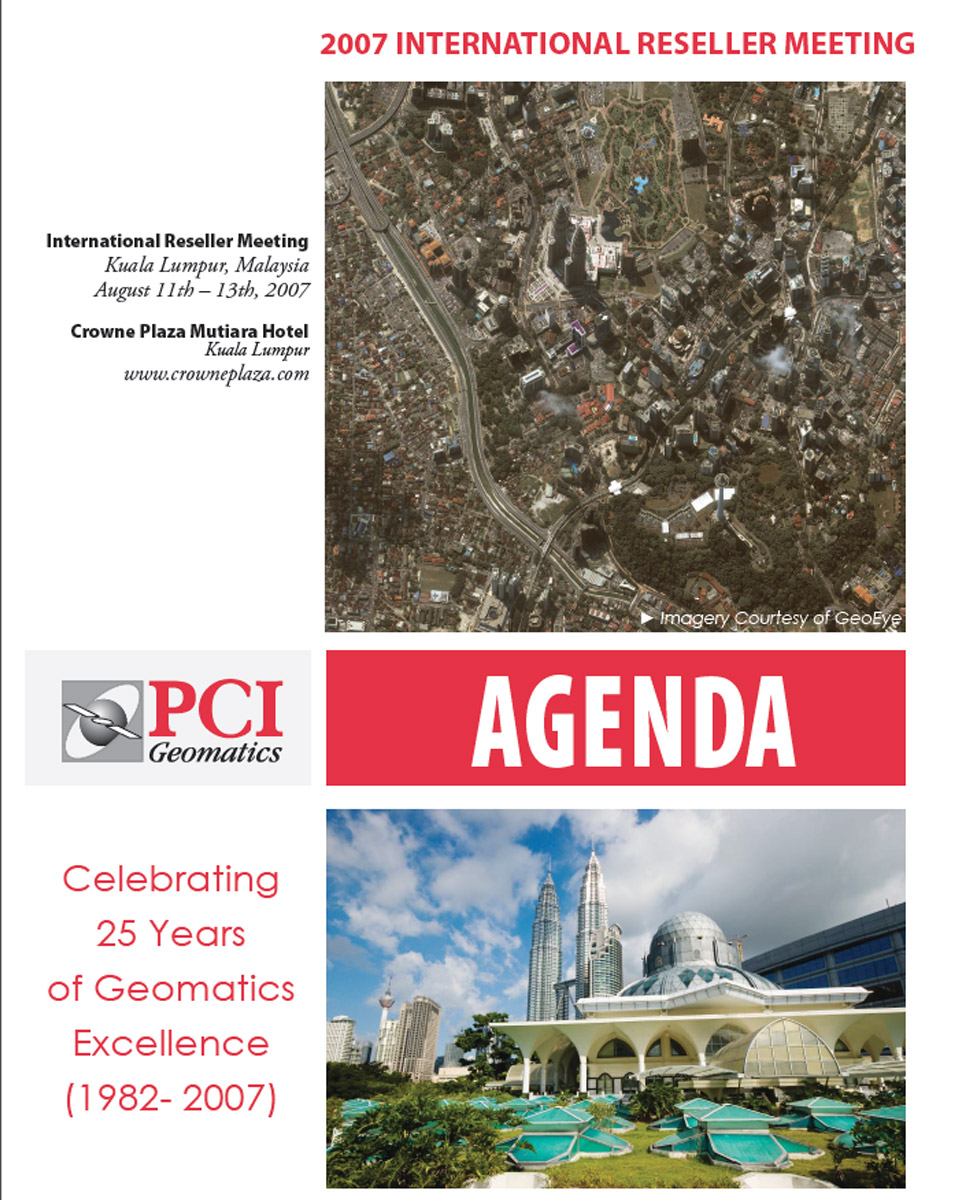 2007 INTERNATIONAL RESELLER MEETING
International Reseller Meeting
Kuala Lumpur, Malaysia
August 11th – 13th, 2007
Crowne Plaza Mutiara Hotel
Kuala Lumpur
www.crowneplaza.com
► Imagery Courtesy of GeoEye
PCI
Geomatics
AGENDA
Celebrating
25 Years
of Geomatics
Excellence
(1982- 2007)